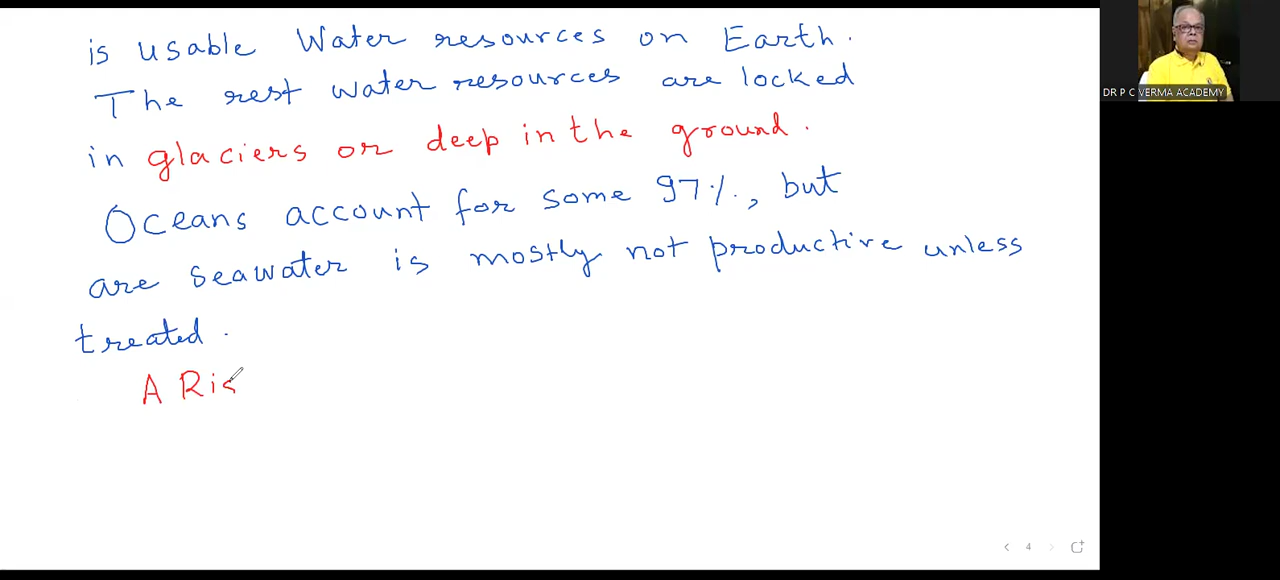 is usable Water resources on Earth.
The rest water resources are locked
in glaciers or deep in the ground.
Oceans account for some 97%, but
are seawater is mostly not productive unless
treated.
A Ris
DR P C VERMA ACADEMY
4